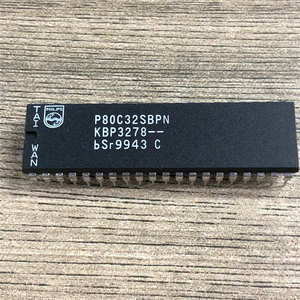 TAI
WAN
PHILIPS
P80C32SBPN
KBP3278--
bSr9943 C